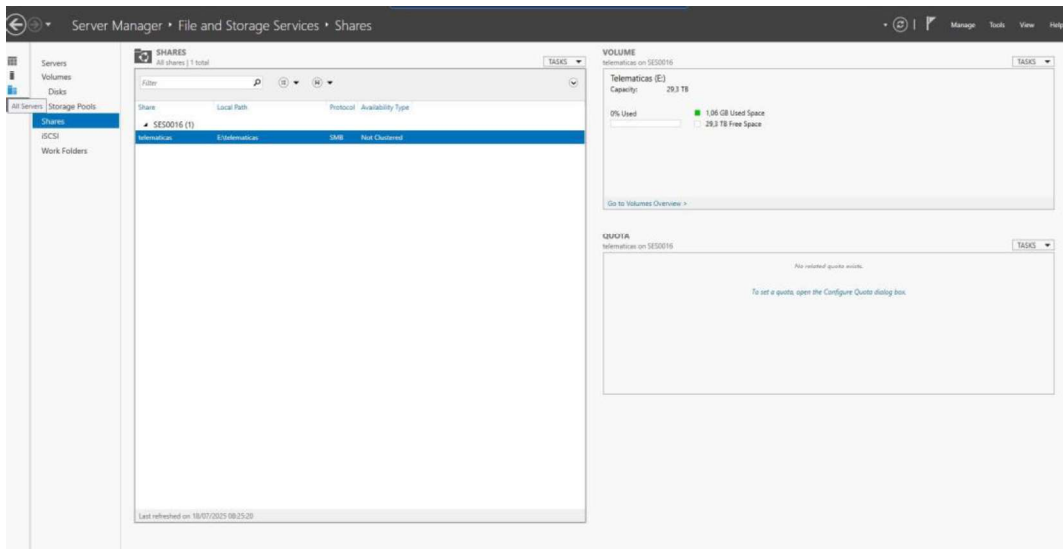 Server Manager • File and Storage Services • Shares
Manage Tools View Help
Servers
Volumes
Disks
All Servers
Storage Pools
Shares
iSCSI
Work Folders
SHARES
All shares | 1 total
TASKS
Filter
Share Local Path Protocol Availability Type
SES0016 (1)
telematicas E:\telematicas SMB Not Clustered
Last refreshed on 18/07/2025 08:25:20
VOLUME
telematicas on SES0016
TASKS
Telematicas (E:)
Capacity: 29,3 TB
0% Used
1,06 GB Used Space
29,3 TB Free Space
Go to Volumes Overview >
QUOTA
telematicas on SES0016
TASKS
No related quota exists.
To set a quota, open the Configure Quota dialog box.